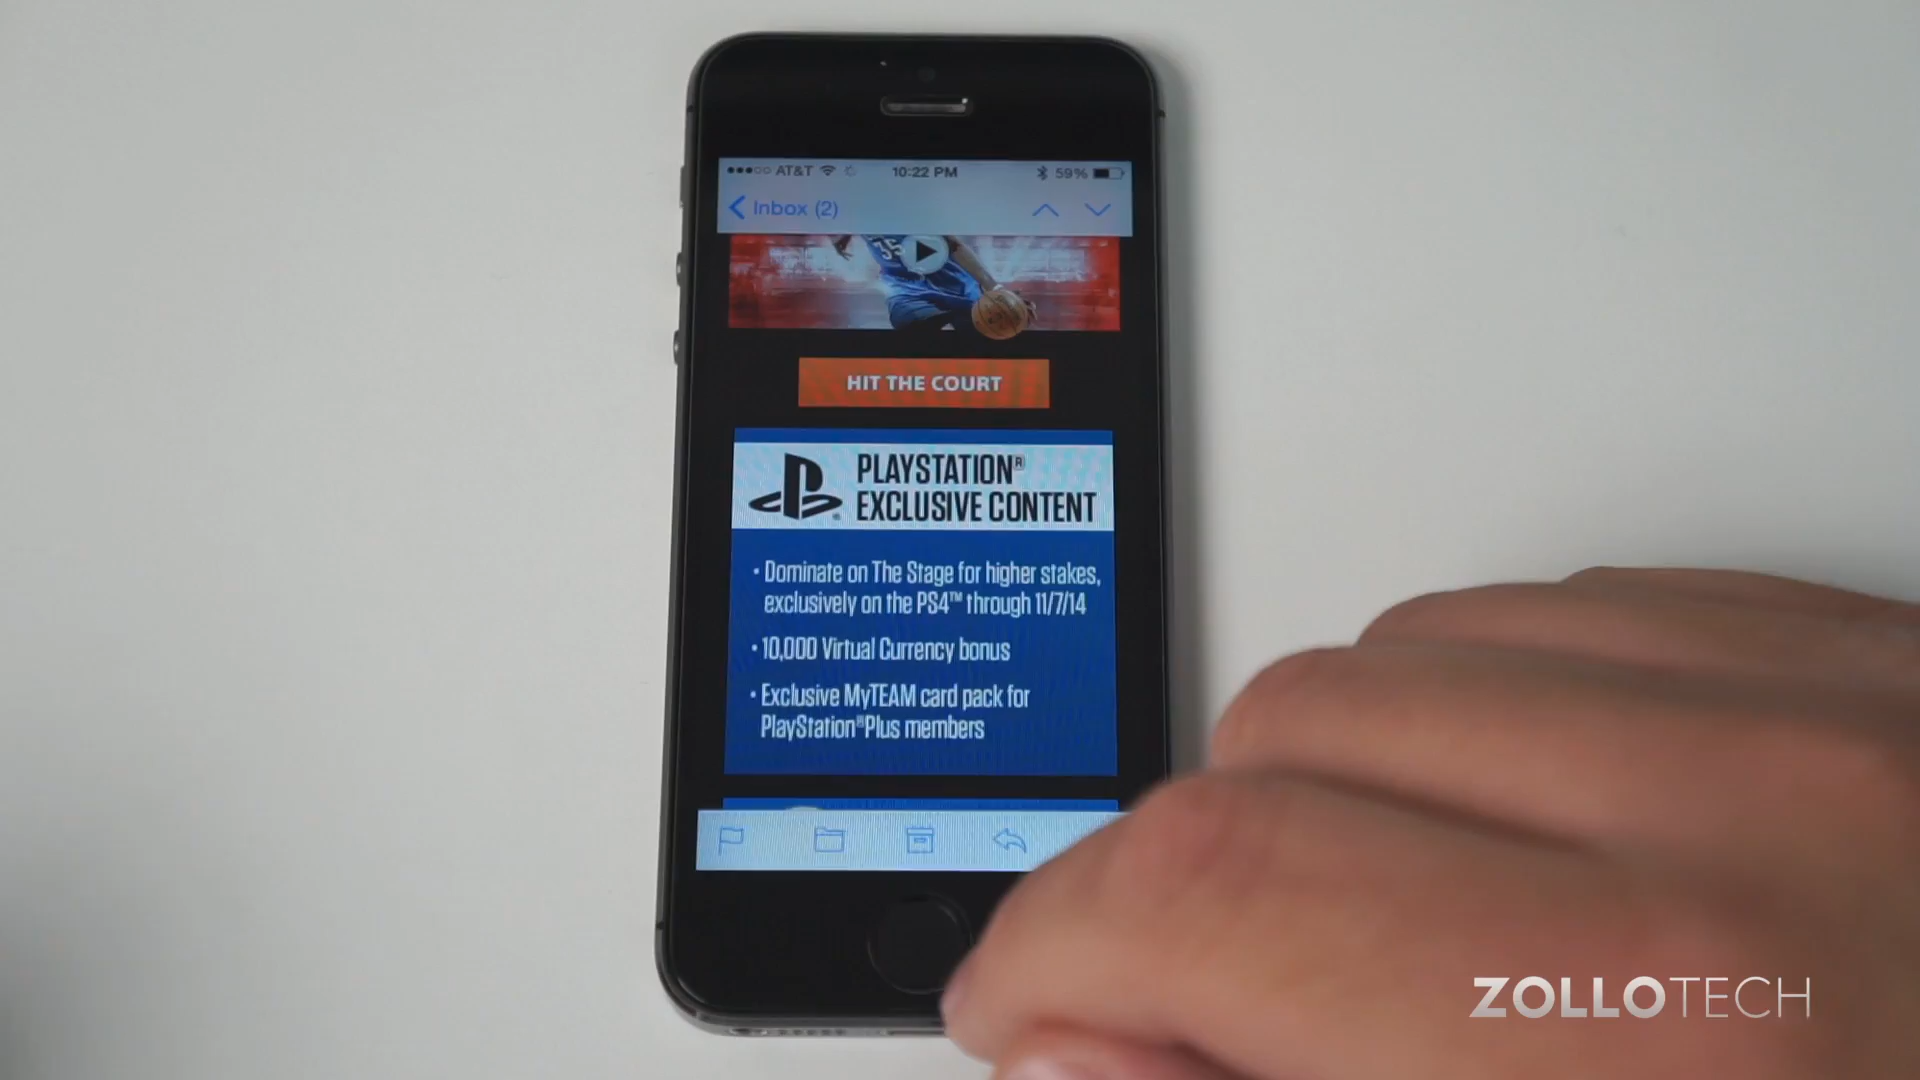 AT&T 10:22 PM 59%
Inbox (2)
35
HIT THE COURT
PLAYSTATION®
EXCLUSIVE CONTENT
• Dominate on The Stage for higher stakes,
exclusively on the PS4™ through 11/7/14
• 10,000 Virtual Currency bonus
• Exclusive MyTEAM card pack for
PlayStation®Plus members
ZOLLOTECH